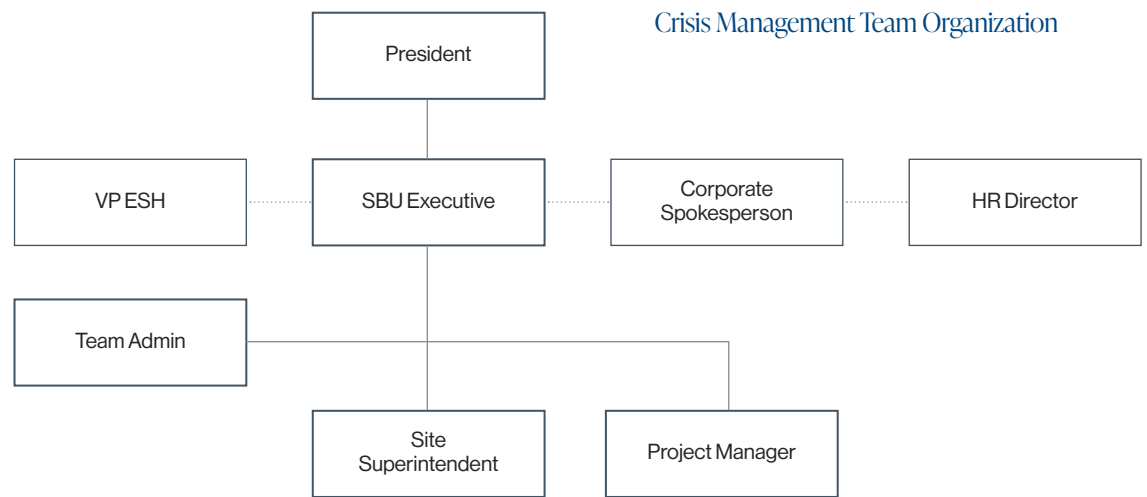 Crisis Management Team Organization
President
VP ESH
SBU Executive
Corporate
Spokesperson
HR Director
Team Admin
Site
Superintendent
Project Manager